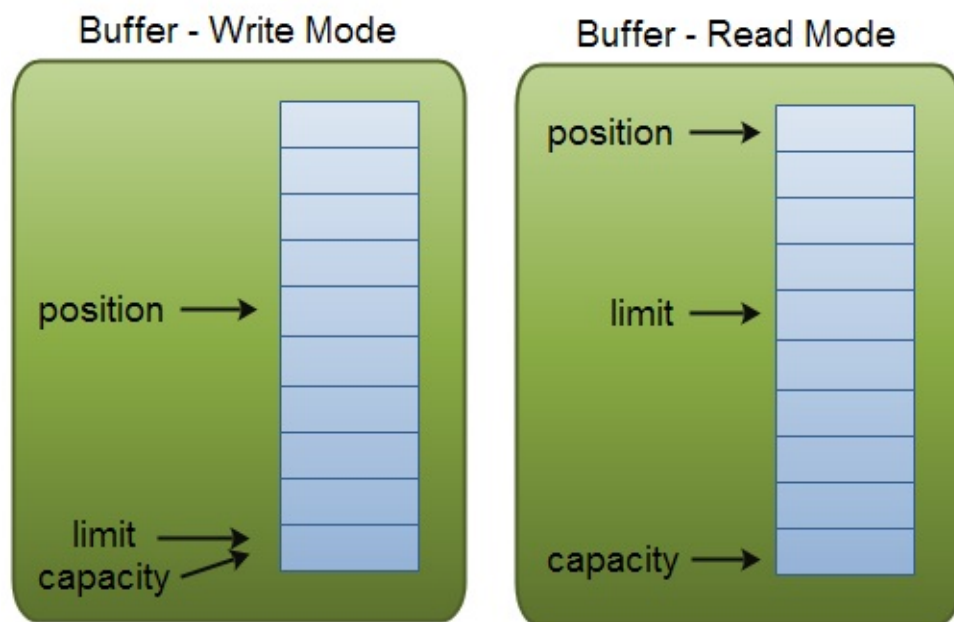 Buffer - Write Mode
position
limit
capacity
Buffer - Read Mode
position
limit
capacity